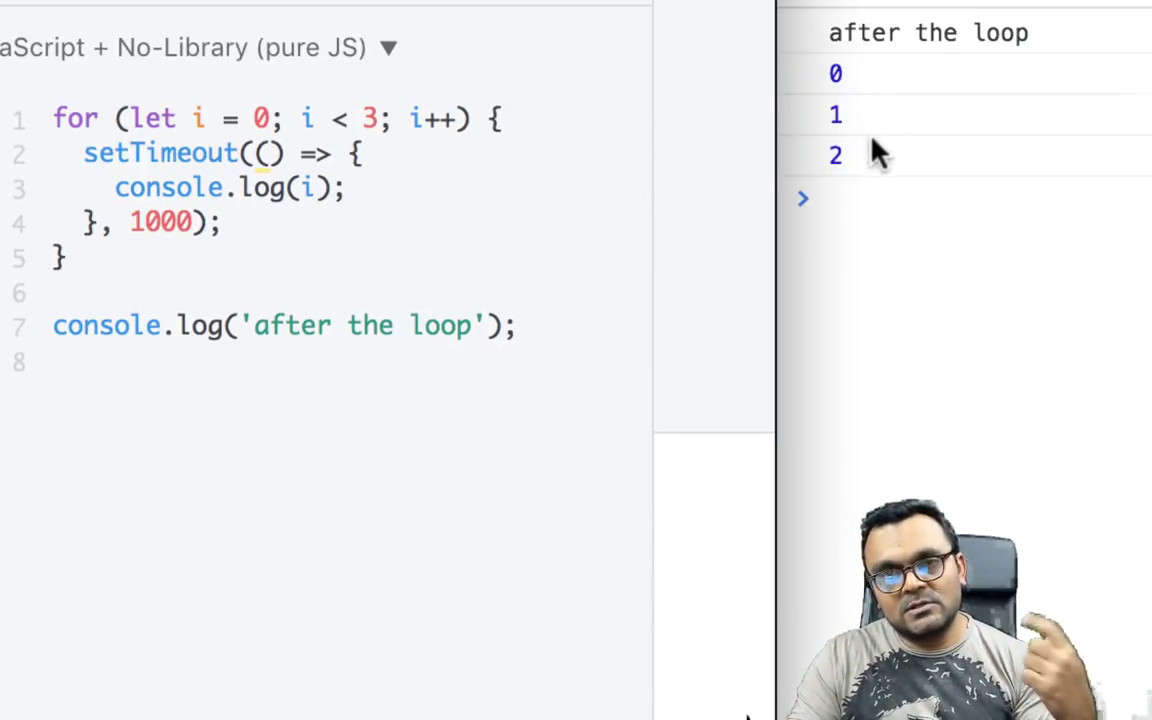 aScript + No-Library (pure JS) ▼
1 for (let i = 0; i < 3; i++) {
2 setTimeout(() => {
3 console.log(i);
4 }, 1000);
5 }
6
7 console.log('after the loop');
8
after the loop
0
1
2
>